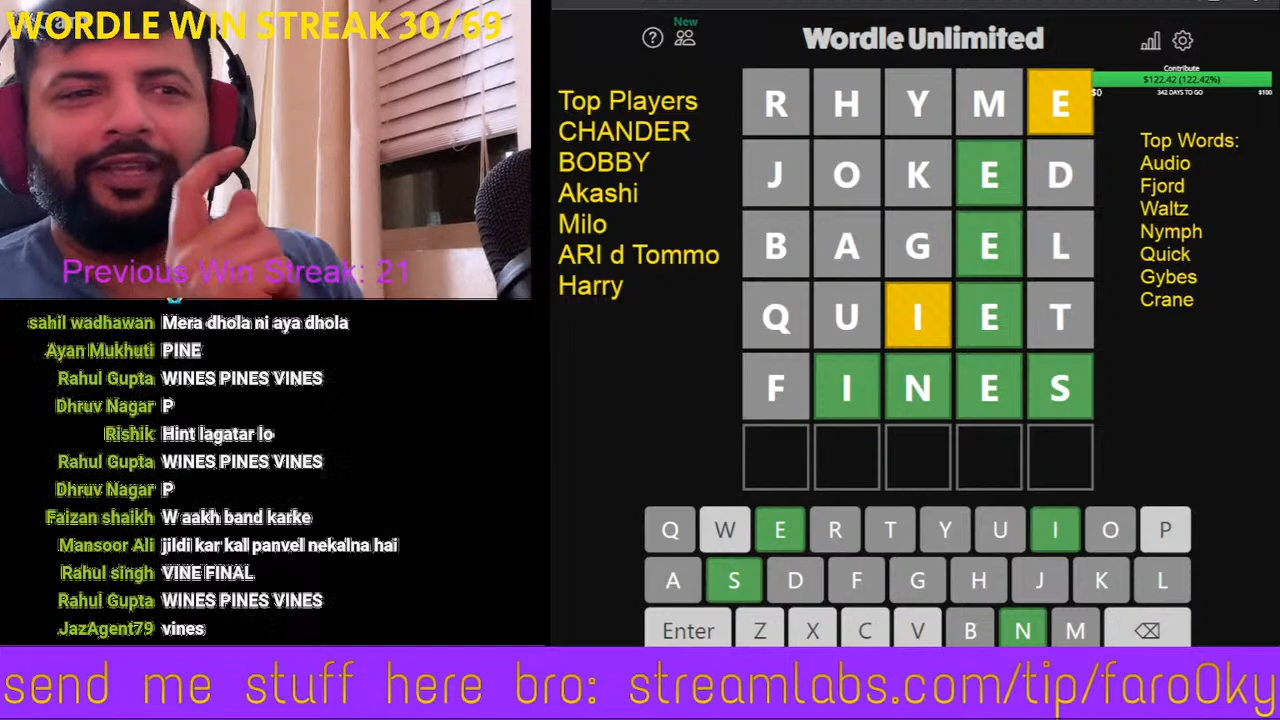 WORDLE WIN STREAK 30/69
Previous Win Streak: 21
sahil wadhawan Mera dhola ni aya dhola
Ayan Mukhuti PINE
Rahul Gupta WINES PINES VINES
Dhruv Nagar P
Rishik Hint lagatar lo
Rahul Gupta WINES PINES VINES
Dhruv Nagar P
Faizan shaikh W aakh band karke
Mansoor Ali jildi kar kal panvel nekalna hai
Rahul singh VINE FINAL
Rahul Gupta WINES PINES VINES
JazAgent79 vines
New
Wordle Unlimited
Contribute
$122.42 (122.42%)
$0 342 DAYS TO GO $100
Top Players
CHANDER
BOBBY
Akashi
Milo
ARI d Tommo
Harry
R H Y M E
J O K E D
B A G E L
Q U I E T
F I N E S
Top Words:
Audio
Fjord
Waltz
Nymph
Quick
Gybes
Crane
Q W E R T Y U I O P
A S D F G H J K L
Enter Z X C V B N M
send me stuff here bro: streamlabs.com/tip/faro0ky